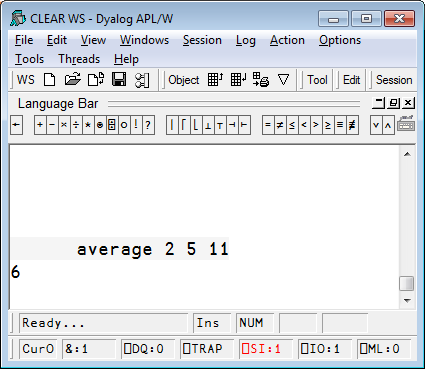 CLEAR WS - Dyalog APL/W
File Edit View Windows Session Log Action Options
Tools Threads Help
WS Object Tool Edit Session
Language Bar
← + - × ÷ * ⍟ ⌹ ○ ! ? | ⌈ ⌊ ⊥ ⊤ ⊣ ⊢ = ≠ ≤ < > ≥ ≡ ≢ ∨ ∧
average 2 5 11
6
Ready... Ins NUM
CurO &:1 ⎕DQ:0 ⎕TRAP ⎕SI:1 ⎕IO:1 ⎕ML:0